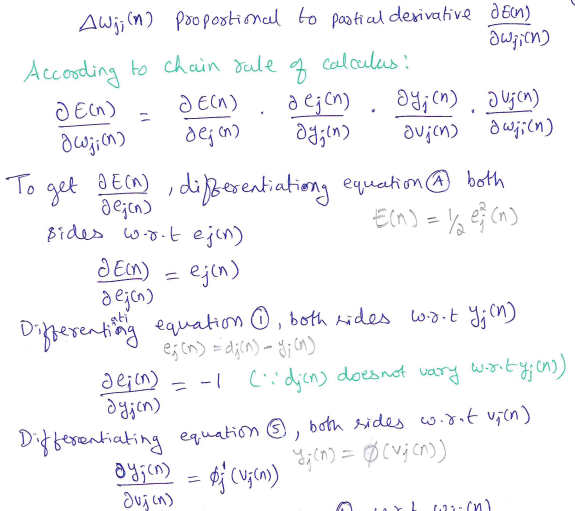 Δwji(n) proportional to partial derivative ∂E(n)/∂wji(n)
According to chain rule of calculus:
∂E(n)/∂wji(n) = ∂E(n)/∂ej(n) . ∂ej(n)/∂yj(n) . ∂yj(n)/∂vj(n) . ∂vj(n)/∂wji(n)
To get ∂E(n)/∂ej(n), differentiationg equation Ⓐ both
sides w.r.t ej(n)
E(n) = 1/2 ej²(n)
∂E(n)/∂ej(n) = ej(n)
Differentiating equation ①, both sides w.r.t yj(n)
ej(n) = dj(n) - yj(n)
∂ej(n)/∂yj(n) = -1 (∵ dj(n) doesnot vary w.r.t yj(n))
Differentiating equation ⑤, both sides w.r.t vj(n)
yj(n) = ϕ(vj(n))
∂yj(n)/∂vj(n) = ϕj'(vj(n))